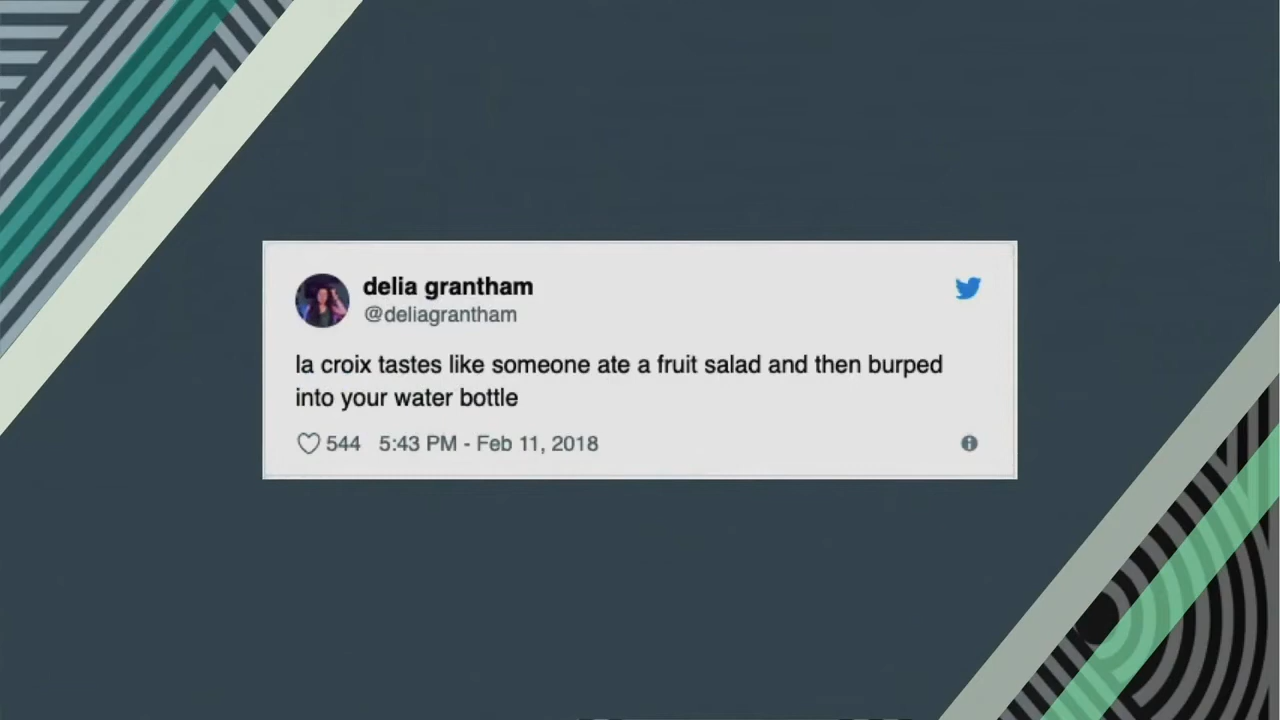 delia grantham
@deliagrantham
la croix tastes like someone ate a fruit salad and then burped
into your water bottle
544 5:43 PM - Feb 11, 2018